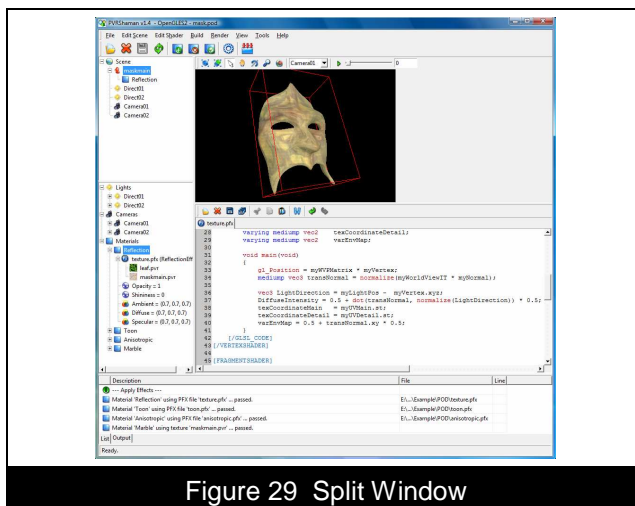 PVRShaman v1.4 - OpenGLES2 - mask.pod
File Edit Scene Edit Shader Build Render View Tools Help
Scene
maskmain
Reflection
Direct01
Direct02
Camera01
Camera02
Camera01 0
Lights
Direct01
Direct02
Cameras
Camera01
Camera02
Materials
Reflection
texture.pfx (ReflectionEff
leaf.pvr
maskmain.pvr
Opacity = 1
Shininess = 0
Ambient = (0.7, 0.7, 0.7)
Diffuse = (0.7, 0.7, 0.7)
Specular = (0.7, 0.7, 0.7)
Toon
Anisotropic
Marble
texture.pfx
28 varying mediump vec2 texCoordinateDetail;
29 varying mediump vec2 varEnvMap;
30
31 void main(void)
32 {
33 gl_Position = myWVPMatrix * myVertex;
34 mediump vec3 transNormal = normalize(myWorldViewIT * myNormal);
35
36 vec3 LightDirection = myLightPos - myVertex.xyz;
37 DiffuseIntensity = 0.5 + dot(transNormal, normalize(LightDirection)) * 0.5;
38 texCoordinateMain = myUVMain.st;
39 texCoordinateDetail = myUVDetail.st;
40 varEnvMap = 0.5 + transNormal.xy * 0.5;
41 }
42 [/GLSL_CODE]
43 [/VERTEXSHADER]
44
45 [FRAGMENTSHADER]
Description File Line
--- Apply Effects ---
Material 'Reflection' using PFX file 'texture.pfx' ... passed. E:\...\Example\POD\texture.pfx
Material 'Toon' using PFX file 'toon.pfx' ... passed. E:\...\Example\POD\toon.pfx
Material 'Anisotropic' using PFX file 'anisotropic.pfx' ... passed. E:\...\Example\POD\anisotropic.pfx
Material 'Marble' using texture 'maskmain.pvr' ... passed.
List Output
Ready.
Figure 29 Split Window